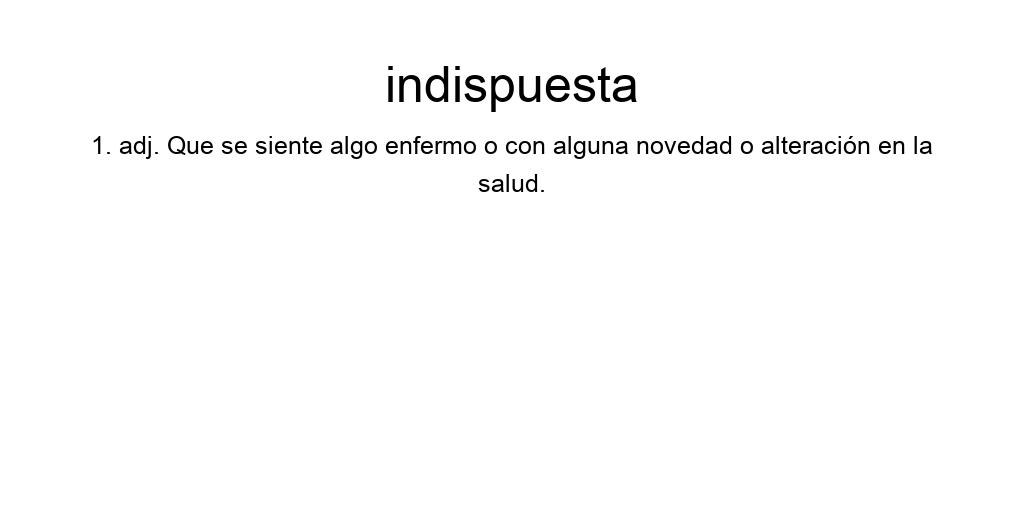 indispuesta
1. adj. Que se siente algo enfermo o con alguna novedad o alteración en la
salud.